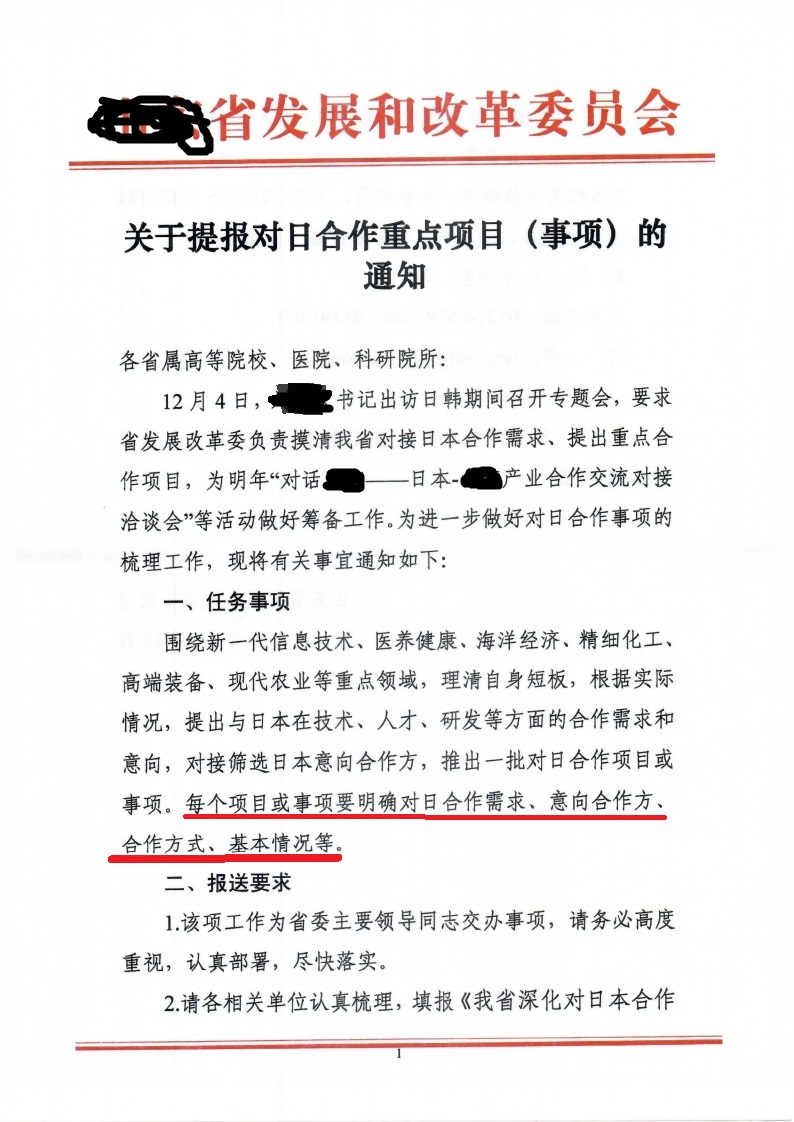 省发展和改革委员会
关于提报对日合作重点项目（事项）的
通知
各省属高等院校、医院、科研院所：
12月4日，书记出访日韩期间召开专题会，要求
省发展改革委负责摸清我省对接日本合作需求、提出重点合
作项目，为明年“对话——日本-产业合作交流对接
洽谈会”等活动做好筹备工作。为进一步做好对日合作事项的
梳理工作，现将有关事宜通知如下：
一、任务事项
围绕新一代信息技术、医养健康、海洋经济、精细化工、
高端装备、现代农业等重点领域，理清自身短板，根据实际
情况，提出与日本在技术、人才、研发等方面的合作需求和
意向，对接筛选日本意向合作方，推出一批对日合作项目或
事项。每个项目或事项要明确对日合作需求、意向合作方、
合作方式、基本情况等。
二、报送要求
1.该项工作为省委主要领导同志交办事项，请务必高度
重视，认真部署，尽快落实。
2.请各相关单位认真梳理，填报《我省深化对日本合作
1